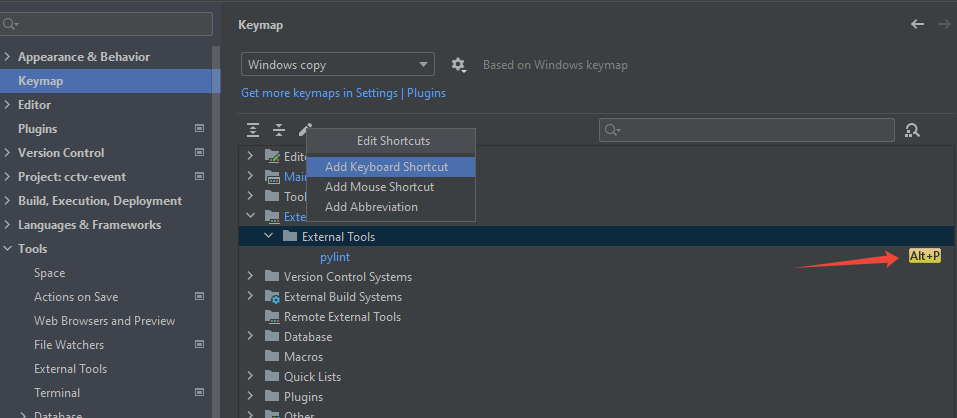 Keymap
Appearance & Behavior
Keymap
Editor
Plugins
Version Control
Project: cctv-event
Build, Execution, Deployment
Languages & Frameworks
Tools
Space
Actions on Save
Web Browsers and Preview
File Watchers
External Tools
Terminal
Database
Windows copy
Based on Windows keymap
Get more keymaps in Settings | Plugins
Edit Shortcuts
Add Keyboard Shortcut
Add Mouse Shortcut
Add Abbreviation
Edito
Main
Tool
Exte
External Tools
pylint
Alt+P
Version Control Systems
External Build Systems
Remote External Tools
Database
Macros
Quick Lists
Plugins
Other